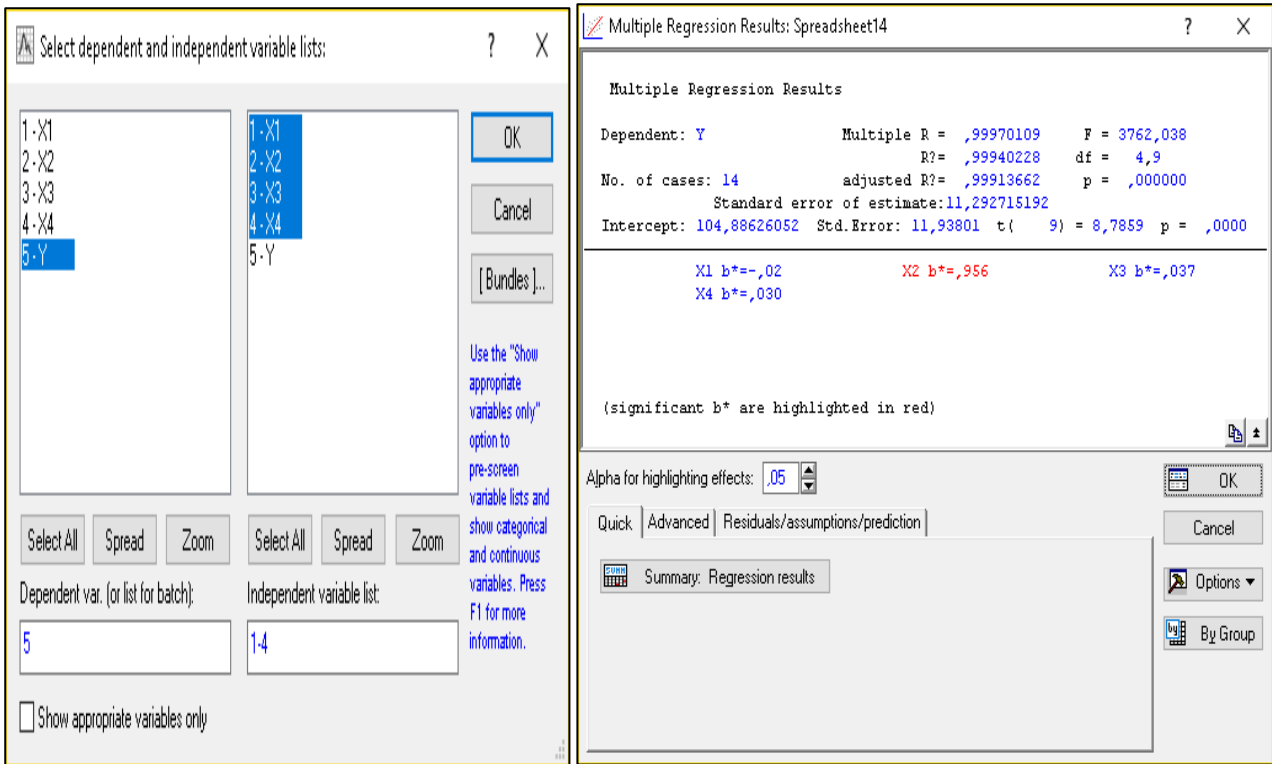 Select dependent and independent variable lists:
?
X
1 - X1
2 - X2
3 - X3
4 - X4
5 - Y
1 - X1
2 - X2
3 - X3
4 - X4
5 - Y
OK
Cancel
[ Bundles ]...
Use the "Show
appropriate
variables only"
option to
pre-screen
variable lists and
show categorical
and continuous
variables. Press
F1 for more
information.
Select All
Spread
Zoom
Select All
Spread
Zoom
Dependent var. (or list for batch):
Independent variable list:
5
1-4
Show appropriate variables only
Multiple Regression Results: Spreadsheet14
?
X
Multiple Regression Results
Dependent: Y Multiple R = ,99970109 F = 3762,038
R?= ,99940228 df = 4,9
No. of cases: 14 adjusted R?= ,99913662 p = ,000000
Standard error of estimate:11,292715192
Intercept: 104,88626052 Std.Error: 11,93801 t( 9) = 8,7859 p = ,0000
X1 b*=-,02 X2 b*=,956 X3 b*=,037
X4 b*=,030
(significant b* are highlighted in red)
Alpha for highlighting effects: ,05
OK
Cancel
Options
By Group
Quick
Advanced
Residuals/assumptions/prediction
Summary: Regression results